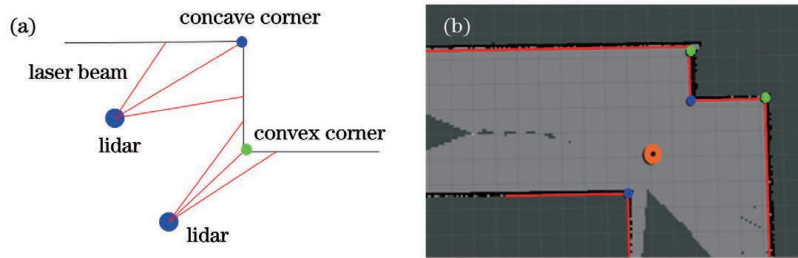 (a)
concave corner
laser beam
lidar
convex corner
lidar
(b)